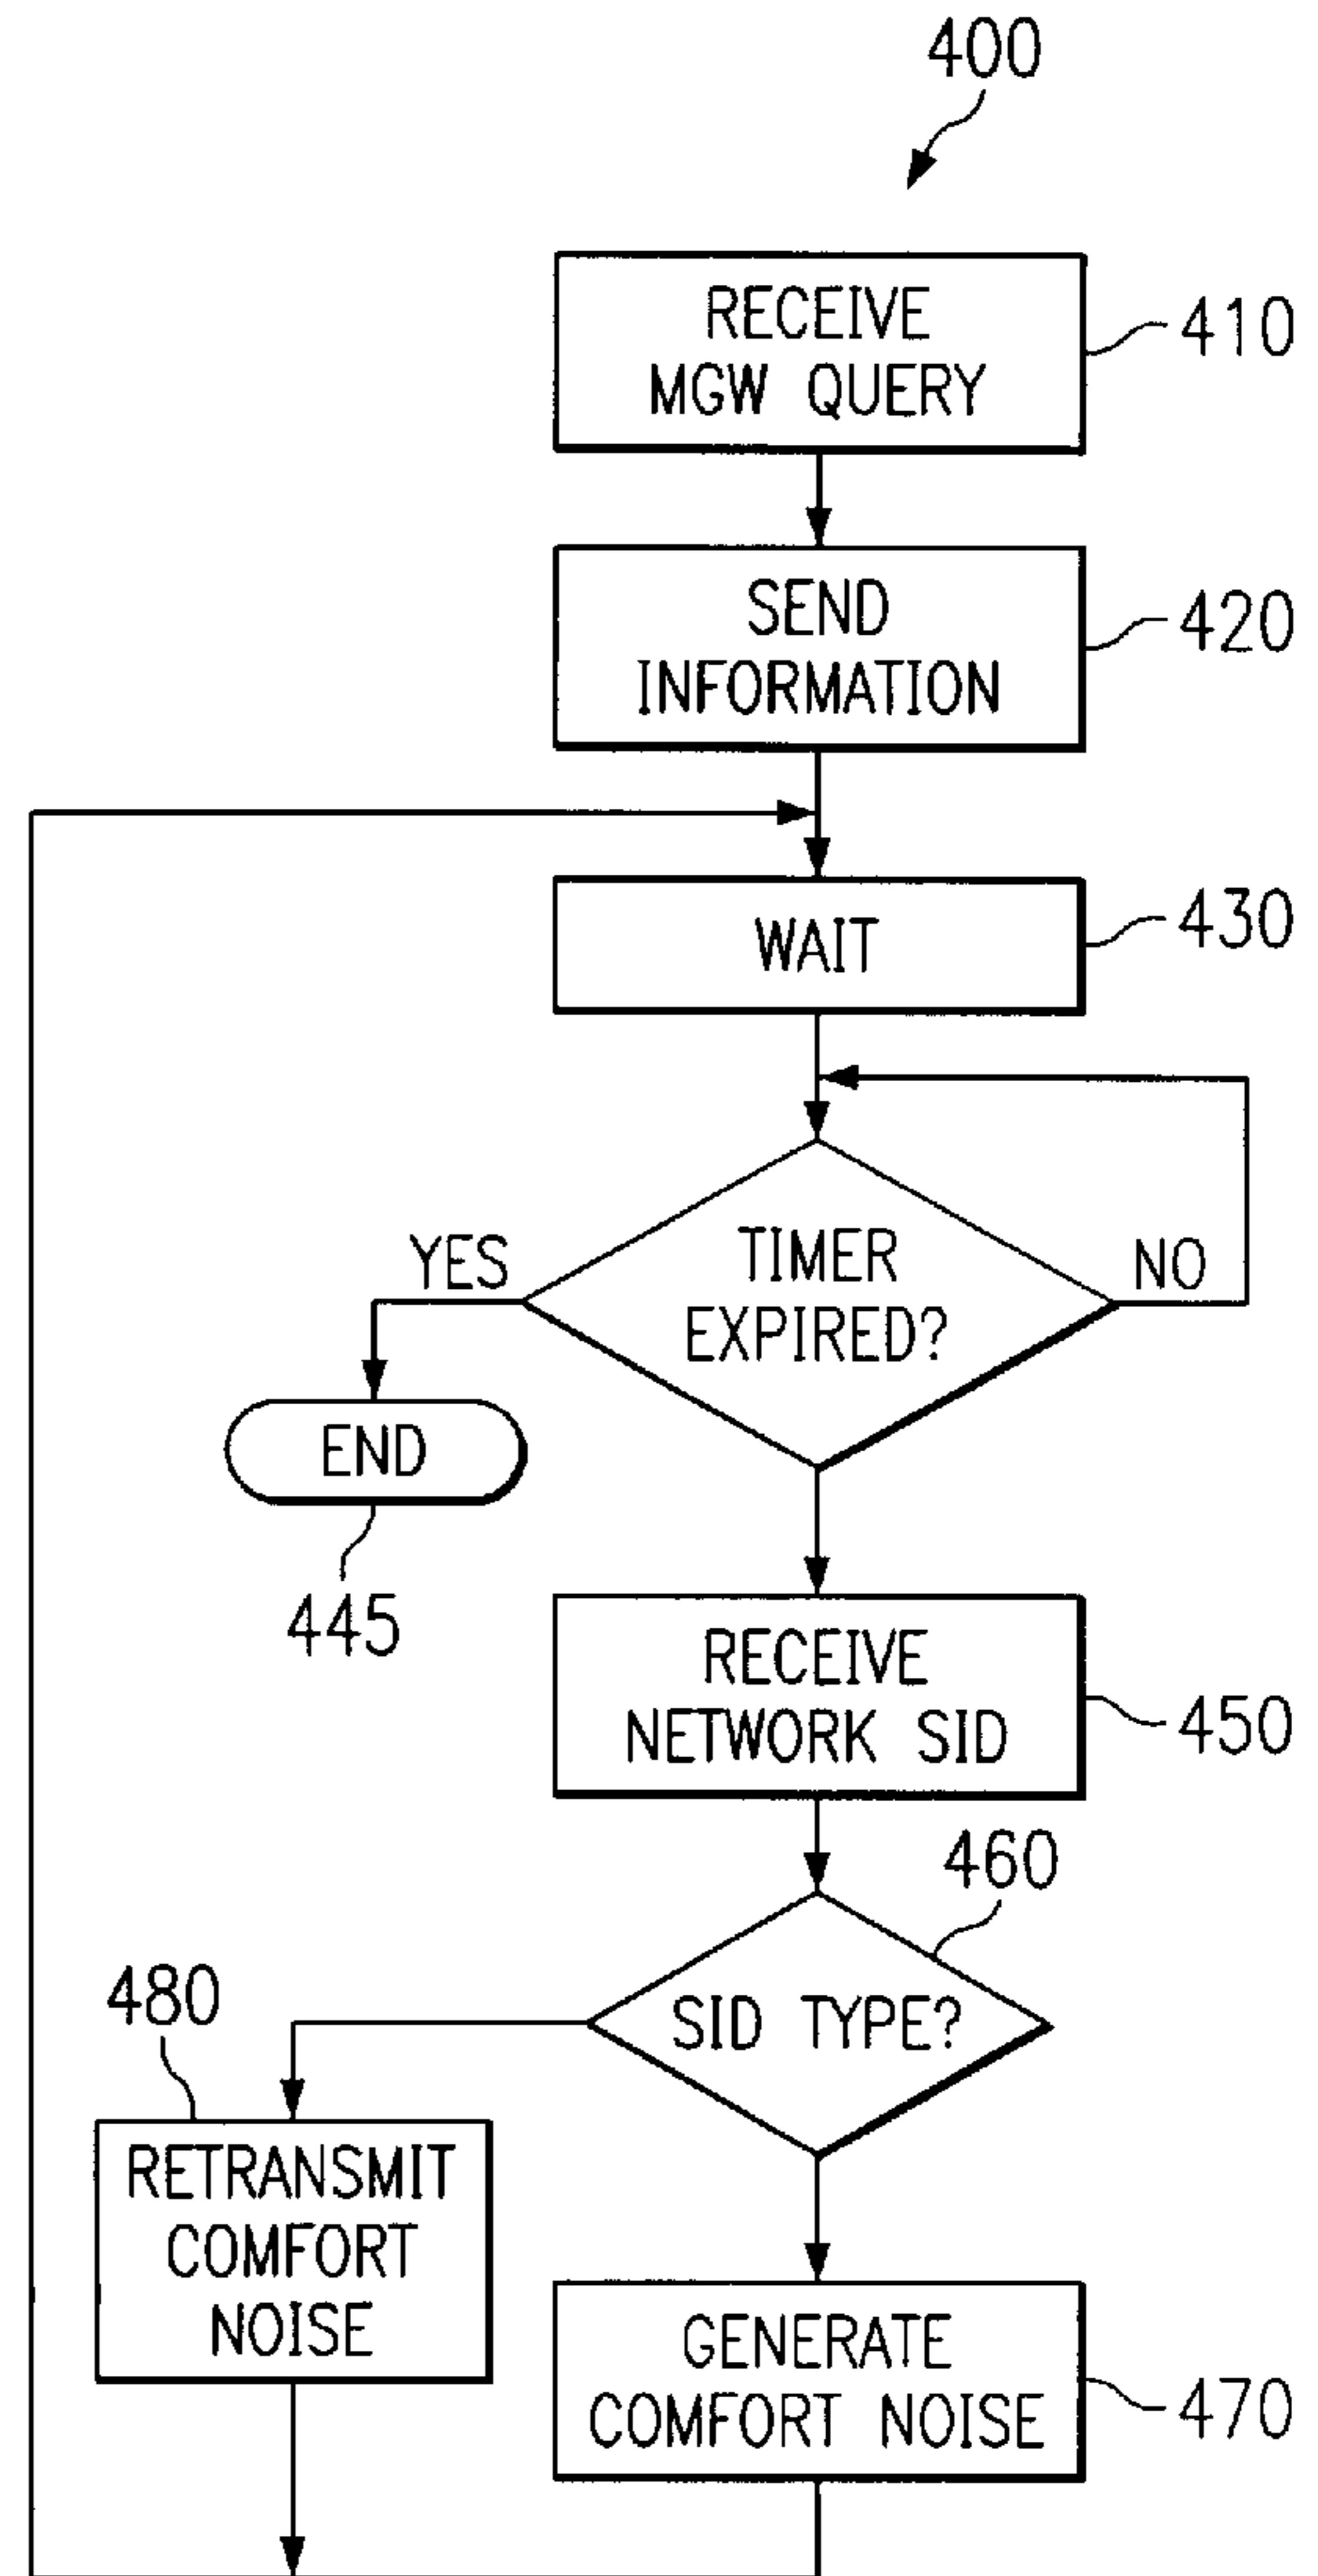 400
RECEIVE
MGW QUERY
410
SEND
INFORMATION
420
WAIT
430
TIMER
EXPIRED?
YES
NO
END
445
RECEIVE
NETWORK SID
450
460
SID TYPE?
480
RETRANSMIT
COMFORT
NOISE
GENERATE
COMFORT NOISE
470